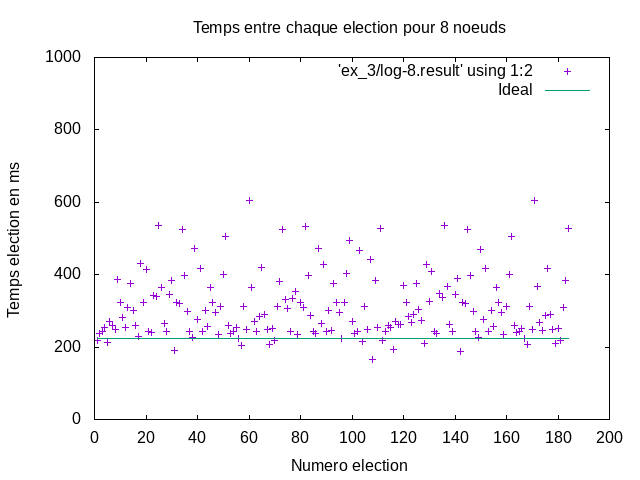 Temps entre chaque election pour 8 noeuds
1000
800
600
400
200
0
Temps election en ms
'ex_3/log-8.result' using 1:2
Ideal
0 20 40 60 80 100 120 140 160 180 200
Numero election